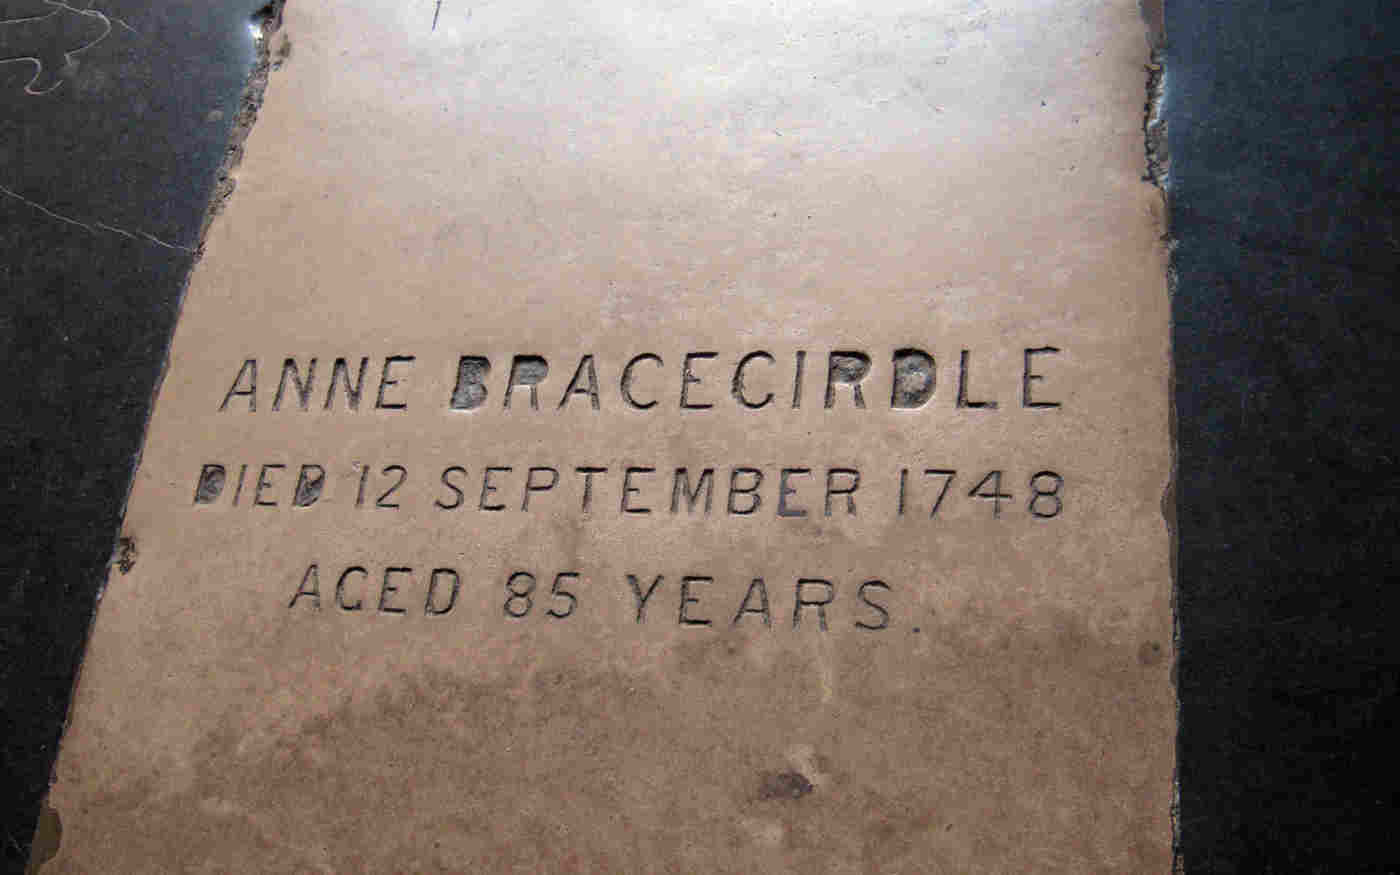 ANNE BRACEGIRDLE
DIED 12 SEPTEMBER 1748
AGED 85 YEARS.